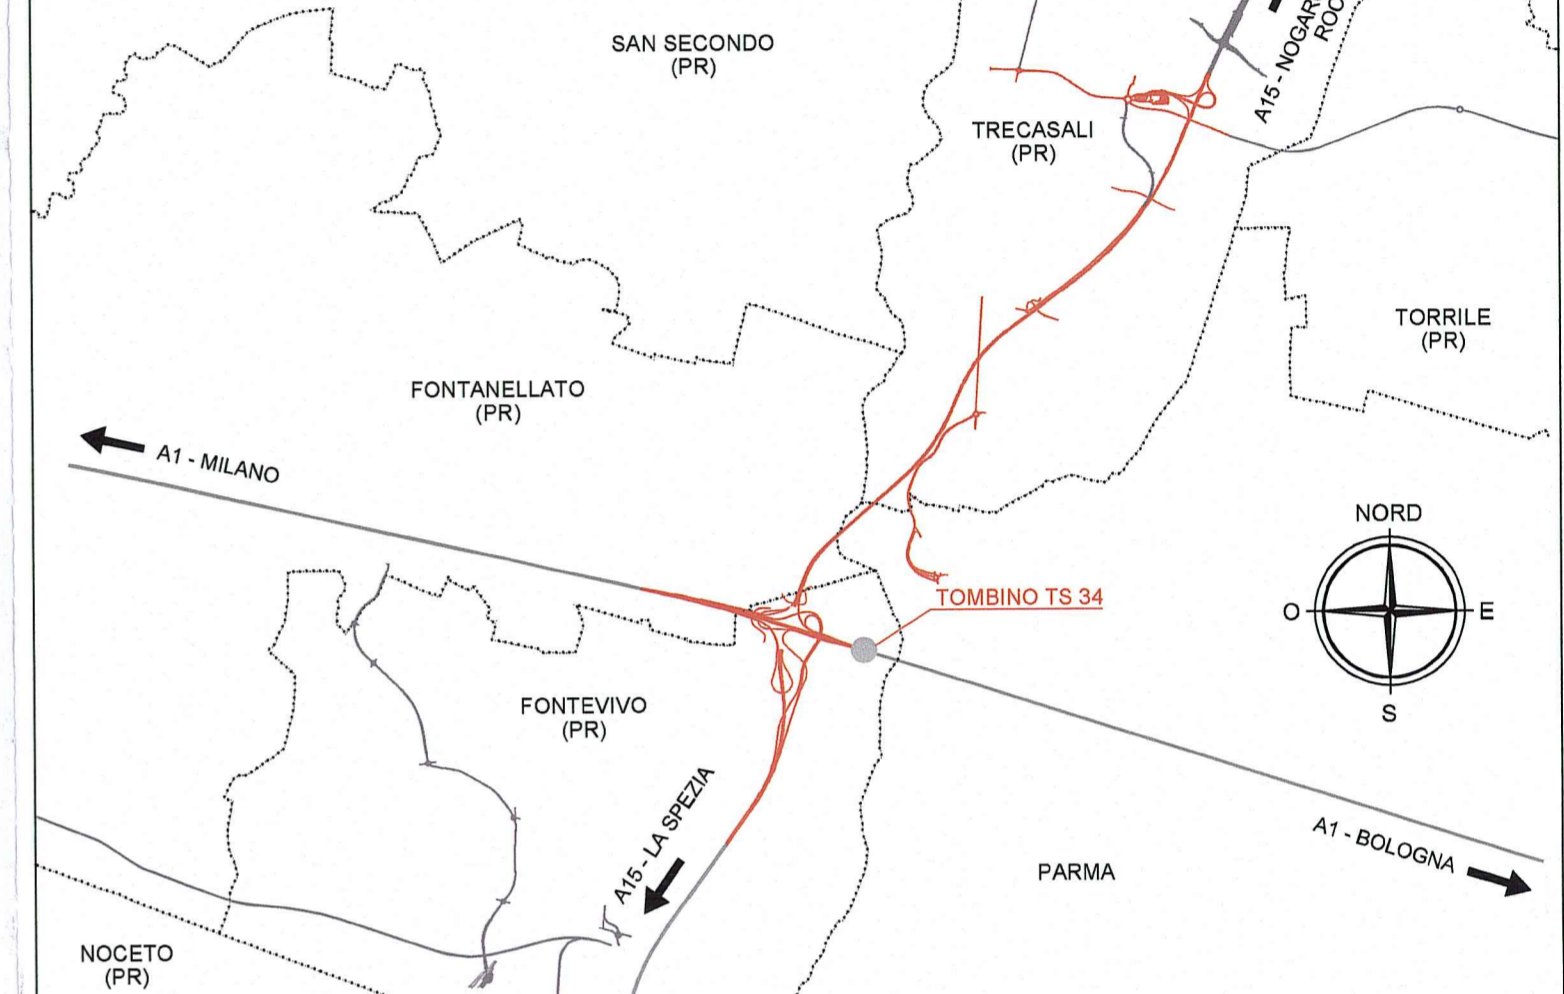 SAN SECONDO
(PR)
A15 - NOGAR
ROC
TRECASALI
(PR)
TORRILE
(PR)
FONTANELLATO
(PR)
A1 - MILANO
NORD
O
E
S
TOMBINO TS 34
FONTEVIVO
(PR)
A15 - LA SPEZIA
A1 - BOLOGNA
PARMA
NOCETO
(PR)